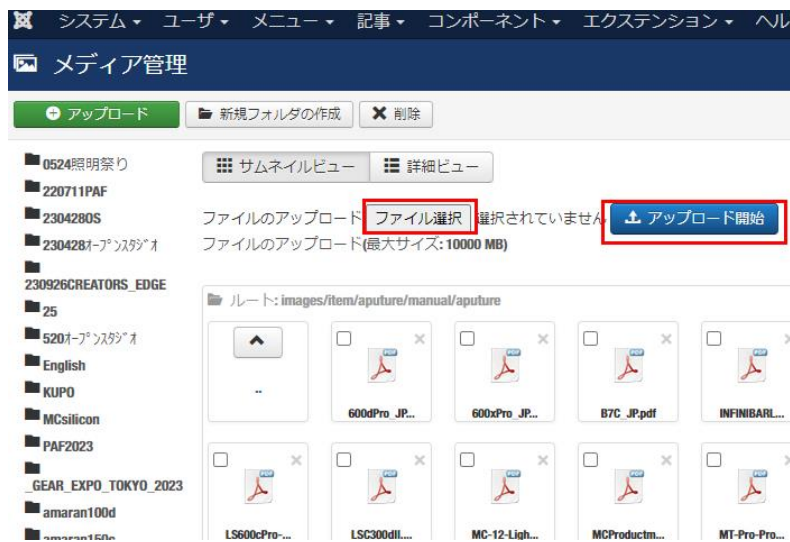 システム ユーザ メニュー 記事 コンポーネント エクステンション ヘル
メディア管理
アップロード 新規フォルダの作成 削除
0524照明祭り
220711PAF
230428OS
230428オープンスタジオ
230926CREATORS_EDGE
25
520オープンスタジオ
English
KUPO
MCsilicon
PAF2023
_GEAR_EXPO_TOKYO_2023
amaran100d
amaran150c
サムネイルビュー 詳細ビュー
ファイルのアップロード ファイル選択 選択されていません アップロード開始
ファイルのアップロード(最大サイズ: 10000 MB)
ルート: images/item/aputure/manual/aputure
..
600dPro_JP... 600xPro_JP... B7C_JP.pdf INFINIBARL...
LS600cPro-... LSC300dII.... MC-12-Ligh... MCProductm... MT-Pro-Pro...